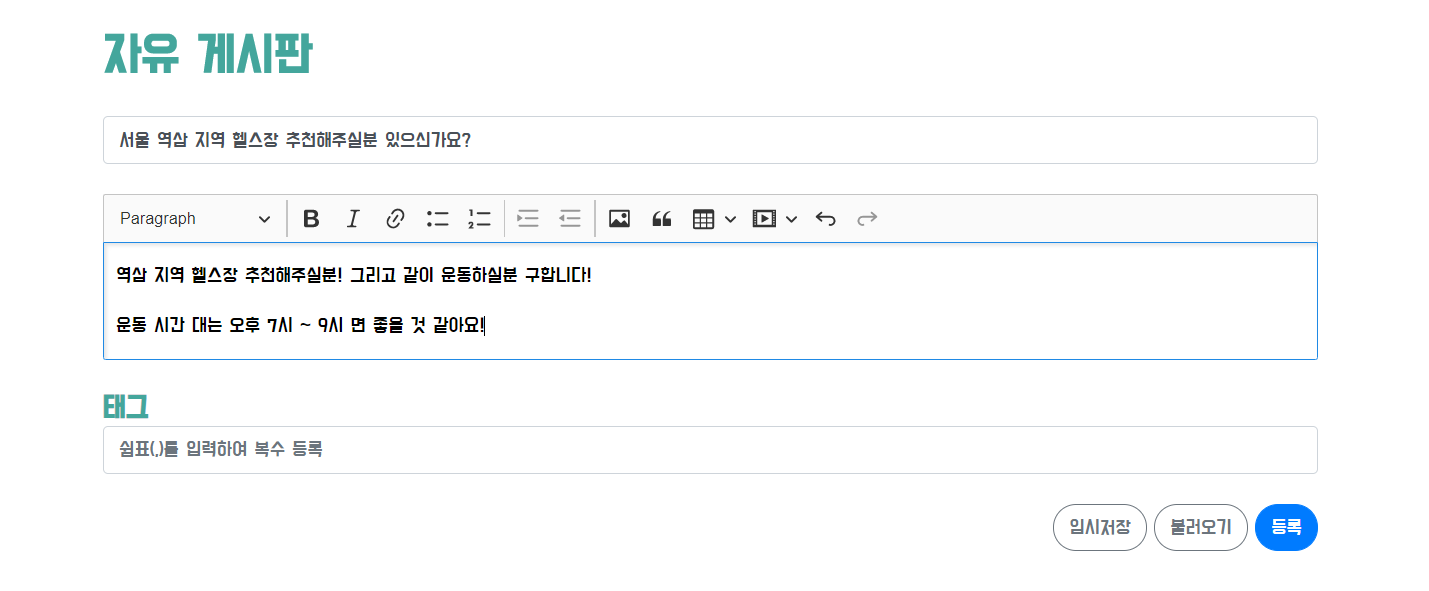 자유 게시판
서울 역삼 지역 헬스장 추천해주실분 있으신가요?
Paragraph
역삼 지역 헬스장 추천해주실분! 그리고 같이 운동하실분 구합니다!
운동 시간 대는 오후 7시 ~ 9시 면 좋을 것 같아요!
태그
쉼표(,)를 입력하여 복수 등록
임시저장 불러오기 등록